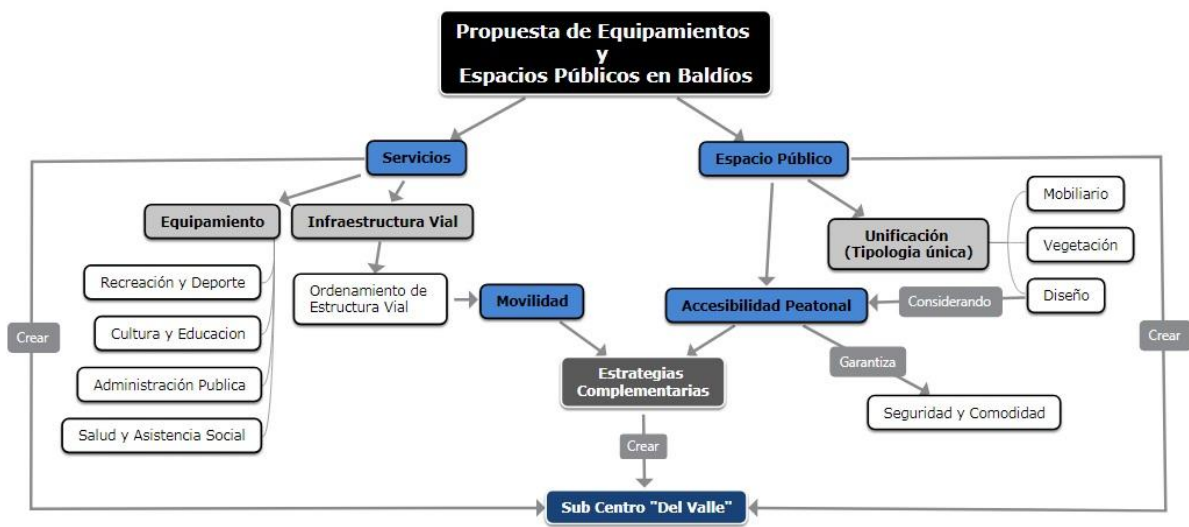 Propuesta de Equipamientos
y
Espacios Públicos en Baldíos
Servicios
Espacio Público
Equipamiento
Infraestructura Vial
Unificación
(Tipologia única)
Mobiliario
Vegetación
Diseño
Recreación y Deporte
Cultura y Educacion
Administración Publica
Salud y Asistencia Social
Ordenamiento de
Estructura Vial
Movilidad
Accesibilidad Peatonal
Considerando
Crear
Crear
Estrategias
Complementarias
Garantiza
Seguridad y Comodidad
Crear
Sub Centro "Del Valle"